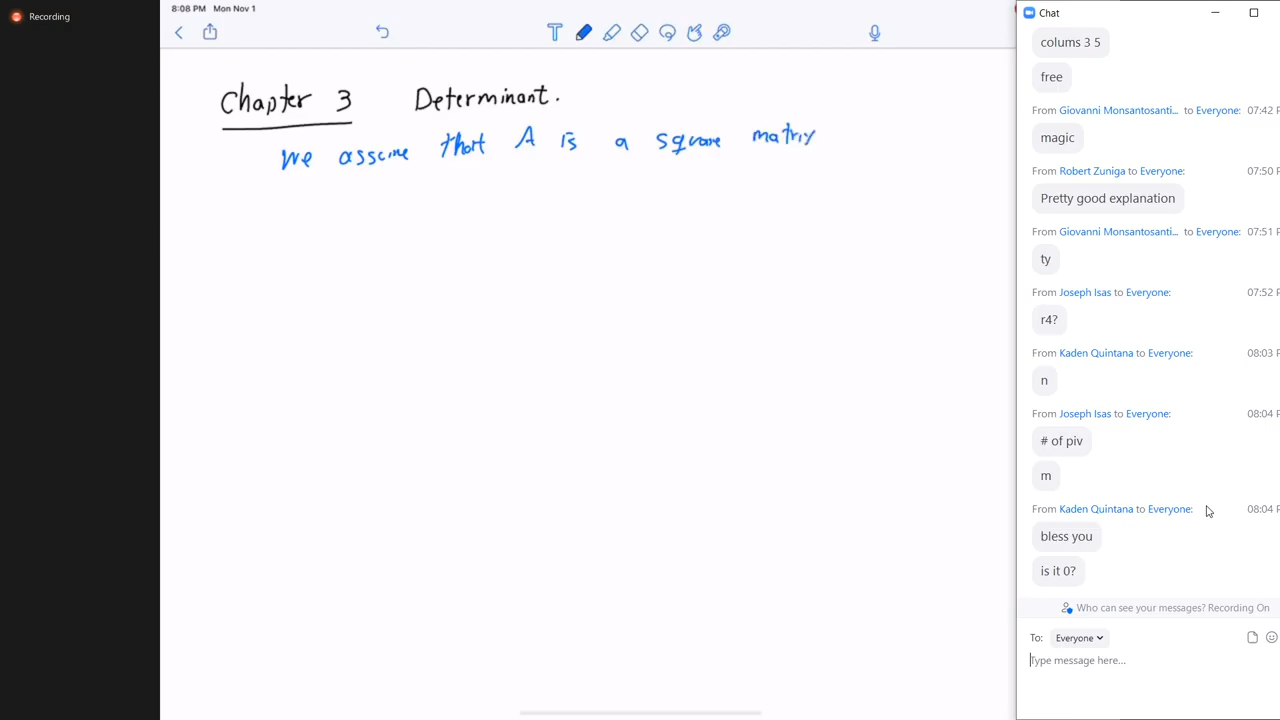 Recording
8:08 PM Mon Nov 1
Chapter 3 Determinant.
We assume that A is a square matrix
Chat
colums 3 5
free
From Giovanni Monsantosanti... to Everyone: 07:42 P
magic
From Robert Zuniga to Everyone: 07:50 P
Pretty good explanation
From Giovanni Monsantosanti... to Everyone: 07:51 P
ty
From Joseph Isas to Everyone: 07:52 P
r4?
From Kaden Quintana to Everyone: 08:03 P
n
From Joseph Isas to Everyone: 08:04 P
# of piv
m
From Kaden Quintana to Everyone: 08:04 P
bless you
is it 0?
Who can see your messages? Recording On
To: Everyone
Type message here...